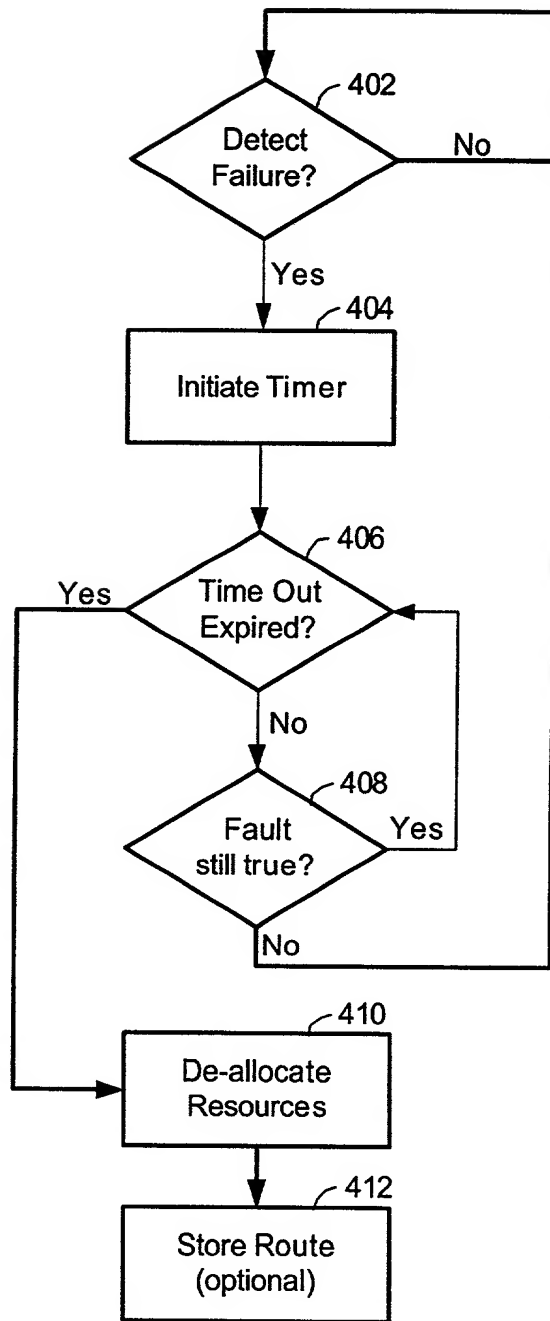 402
Detect
Failure?
No
Yes
404
Initiate Timer
406
Yes
Time Out
Expired?
No
408
Fault
still true?
Yes
No
410
De-allocate
Resources
412
Store Route
(optional)